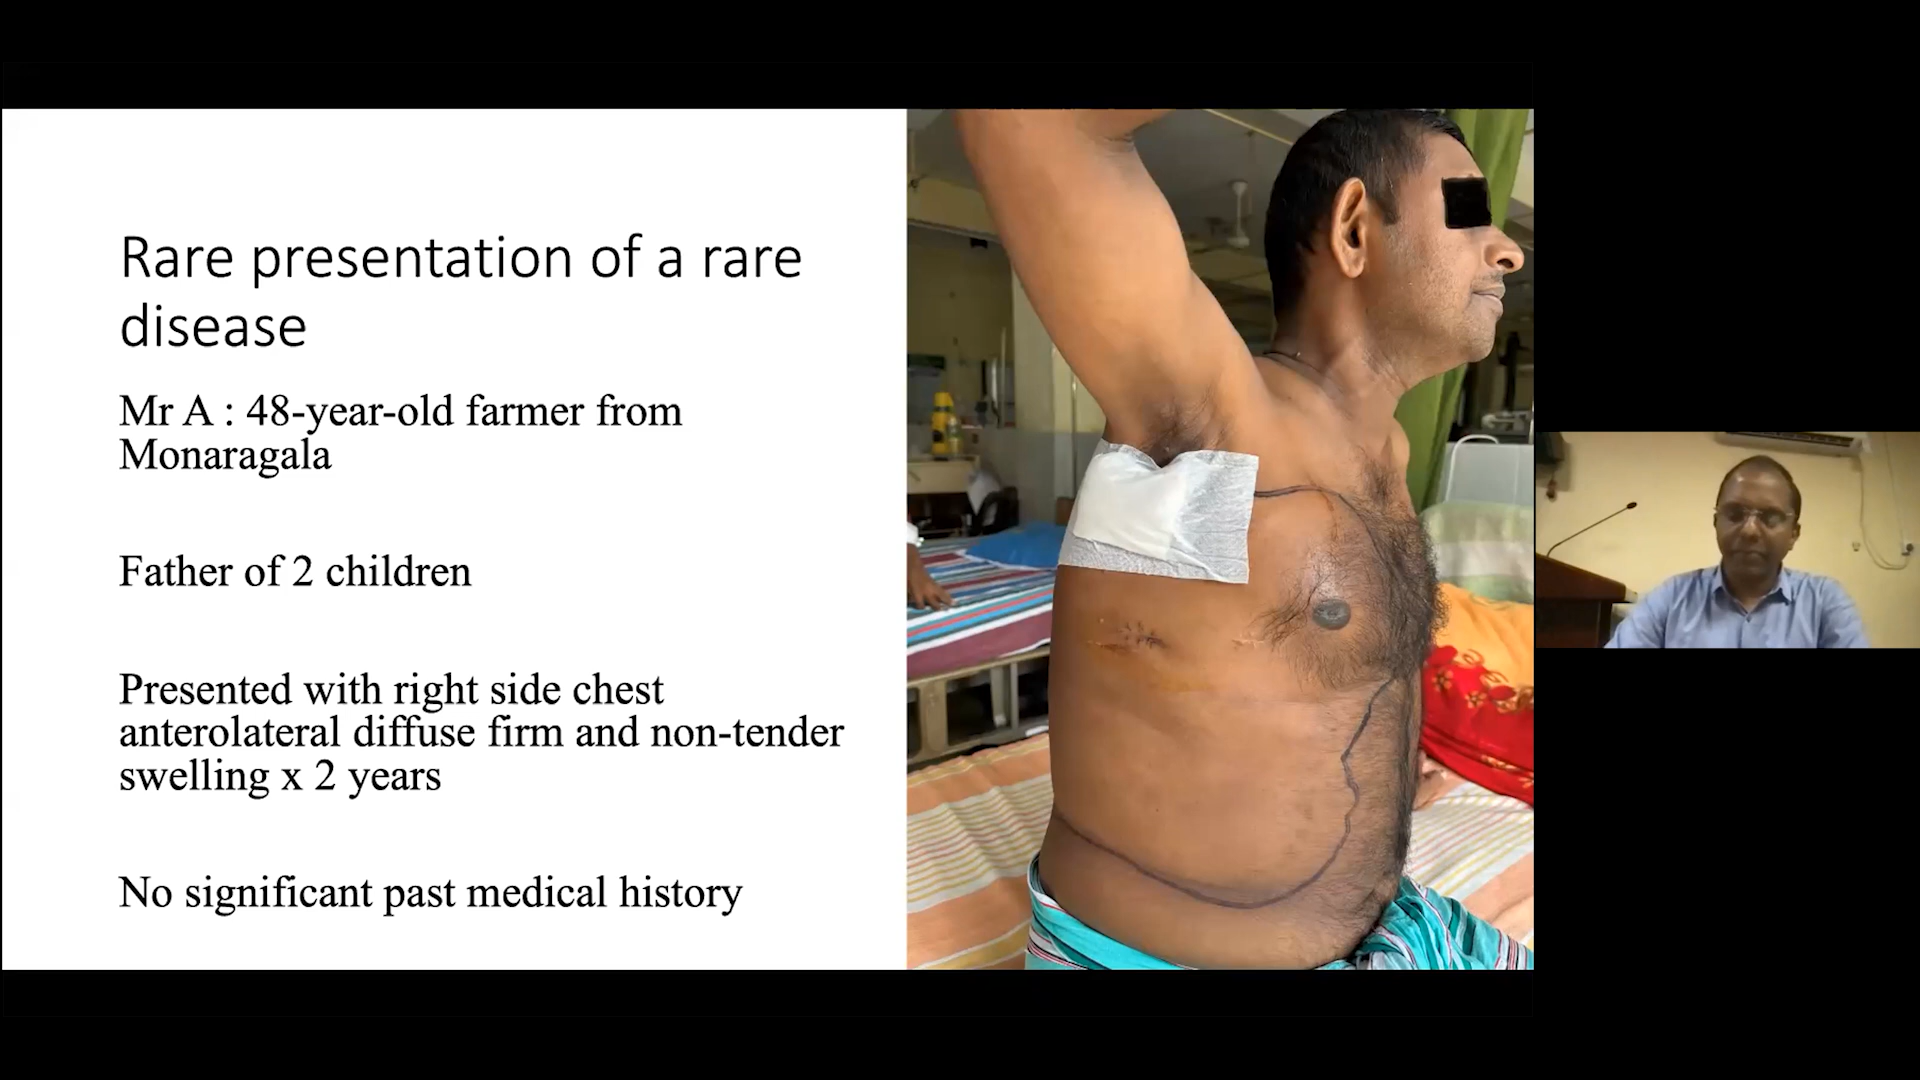 Rare presentation of a rare
disease
Mr A : 48-year-old farmer from
Monaragala
Father of 2 children
Presented with right side chest
anterolateral diffuse firm and non-tender
swelling x 2 years
No significant past medical history